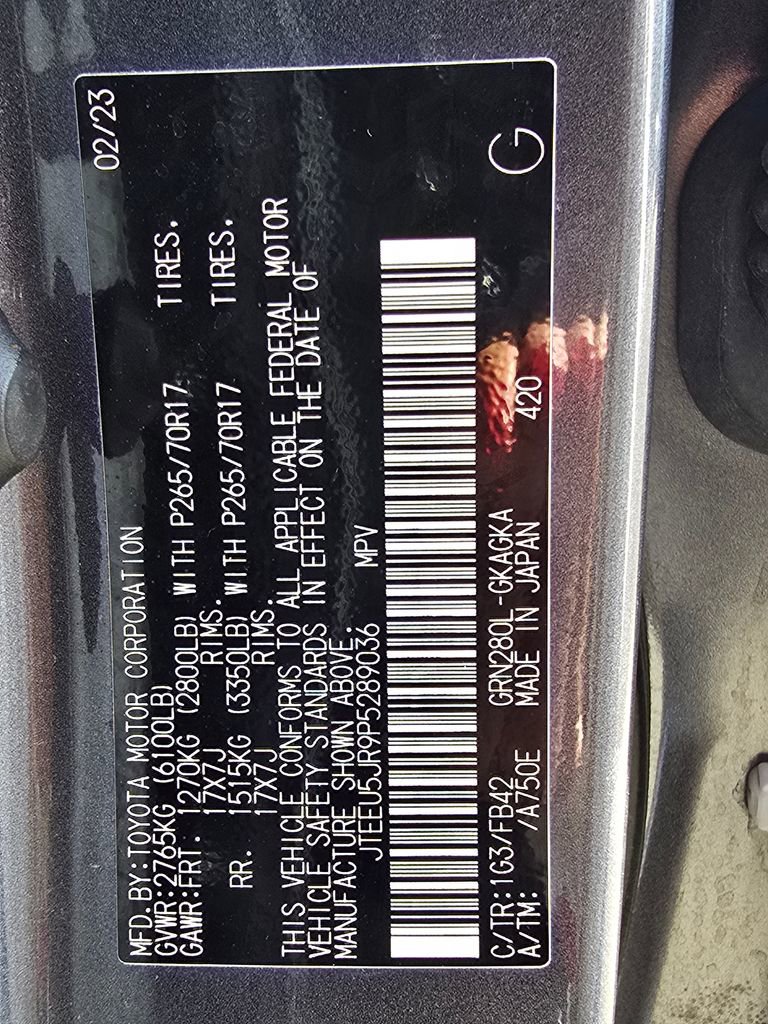 MFD. BY: TOYOTA MOTOR CORPORATION 02/23
GVWR: 2765KG (6100LB)
GAWR: FRT. 1270KG (2800LB) WITH P265/70R17 TIRES.
17X7J RIMS.
RR. 1515KG (3350LB) WITH P265/70R17 TIRES.
17X7J RIMS.
THIS VEHICLE CONFORMS TO ALL APPLICABLE FEDERAL MOTOR
VEHICLE SAFETY STANDARDS IN EFFECT ON THE DATE OF
MANUFACTURE SHOWN ABOVE.
JTEEU5JR9P5289036 MPV
C/TR: 1G3/FB42 GRN280L-GKAGKA G
A/TM: /A750E MADE IN JAPAN 420